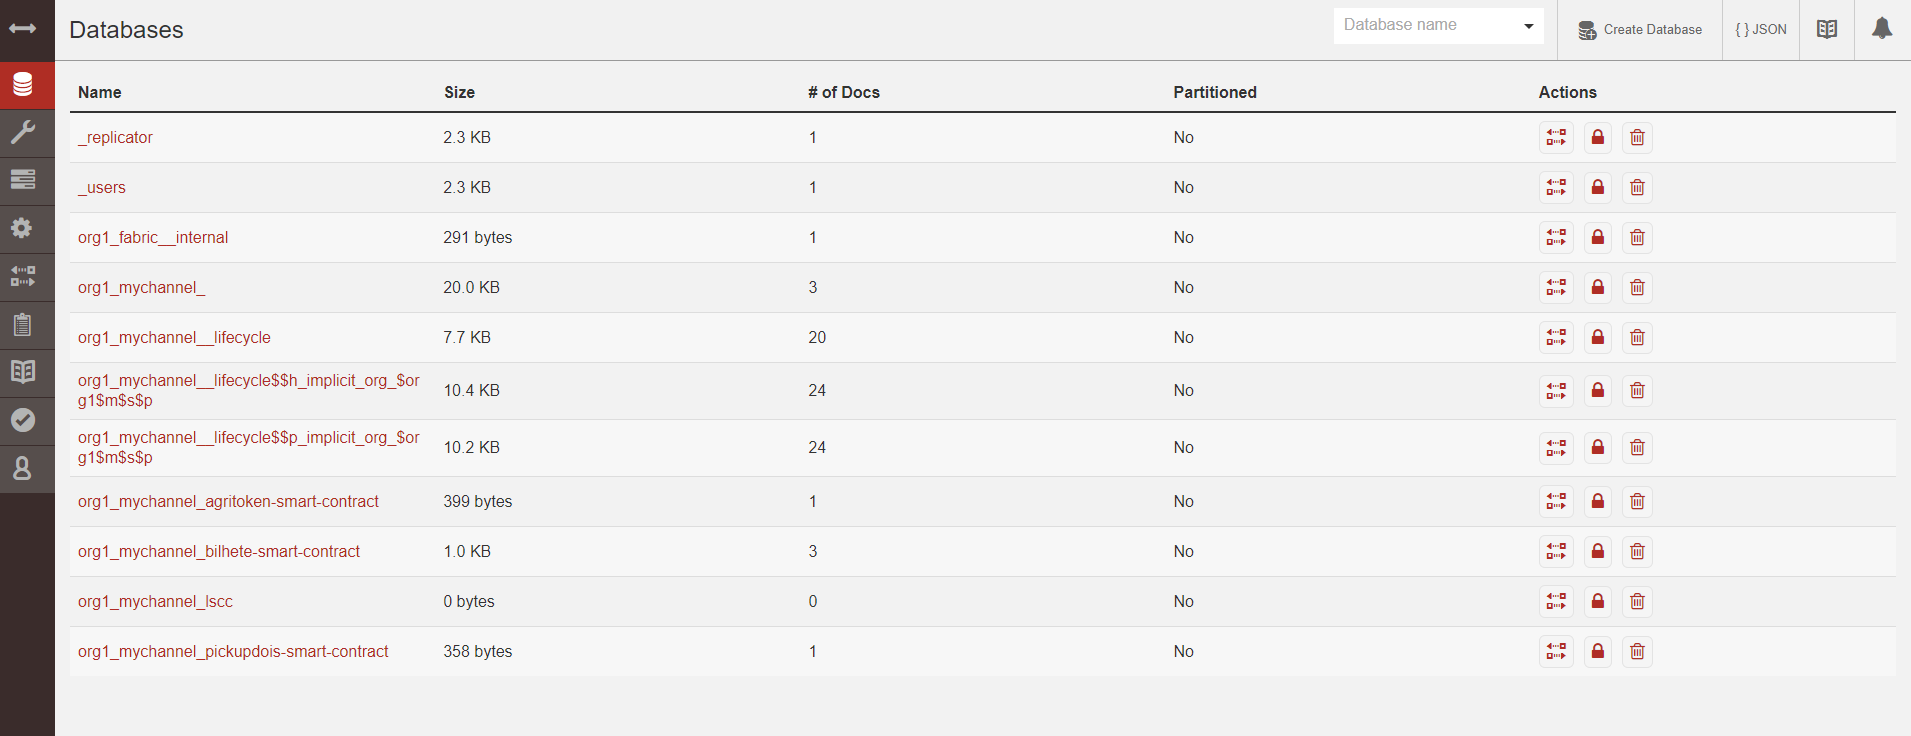 Databases
Database name
Create Database
{ } JSON
Name Size # of Docs Partitioned Actions
_replicator 2.3 KB 1 No
_users 2.3 KB 1 No
org1_fabric__internal 291 bytes 1 No
org1_mychannel_ 20.0 KB 3 No
org1_mychannel__lifecycle 7.7 KB 20 No
org1_mychannel__lifecycle$$h_implicit_org_$or
g1$m$s$p 10.4 KB 24 No
org1_mychannel__lifecycle$$p_implicit_org_$or
g1$m$s$p 10.2 KB 24 No
org1_mychannel_agritoken-smart-contract 399 bytes 1 No
org1_mychannel_bilhete-smart-contract 1.0 KB 3 No
org1_mychannel_lscc 0 bytes 0 No
org1_mychannel_pickupdois-smart-contract 358 bytes 1 No